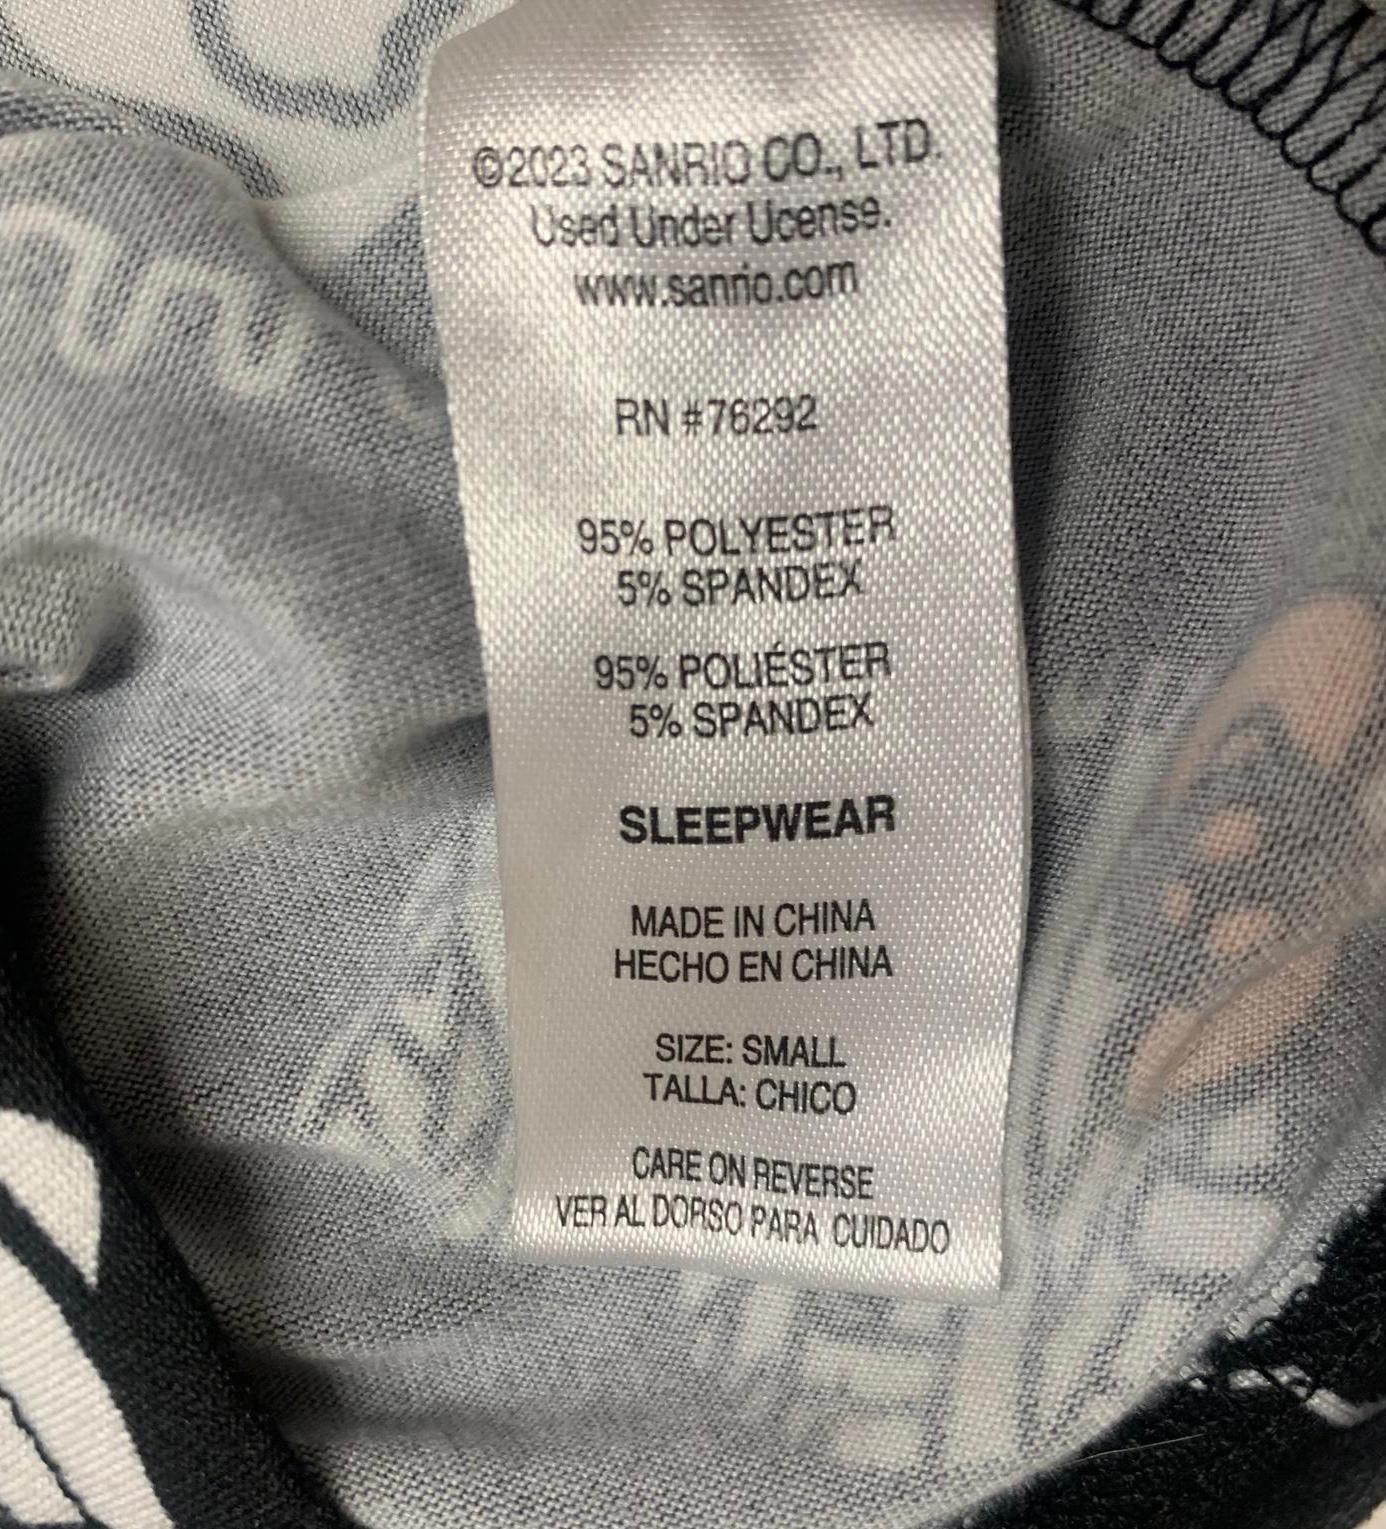 ©2023 SANRIO CO., LTD.
Used Under License.
www.sanrio.com
RN #76292
95% POLYESTER
5% SPANDEX
95% POLIÉSTER
5% SPANDEX
SLEEPWEAR
MADE IN CHINA
HECHO EN CHINA
SIZE: SMALL
TALLA: CHICO
CARE ON REVERSE
VER AL DORSO PARA CUIDADO